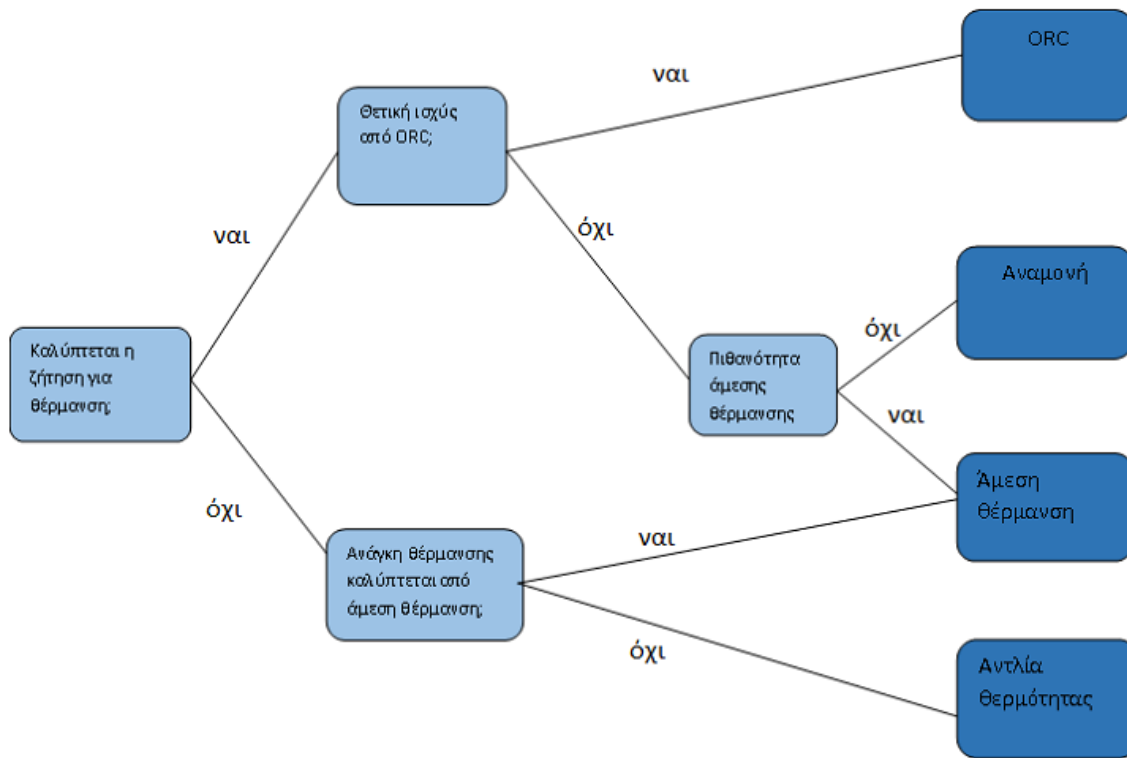 ORC
ναι
Θετική ισχύς
από ORC;
ναι
όχι
Αναμονή
όχι
Καλύπτεται η
ζήτηση για
θέρμανση;
Πιθανότητα
άμεσης
θέρμανσης
ναι
όχι
Άμεση
θέρμανση
ναι
Ανάγκη θέρμανσης
καλύπτεται από
άμεση θέρμανση;
όχι
Αντλία
θερμότητας